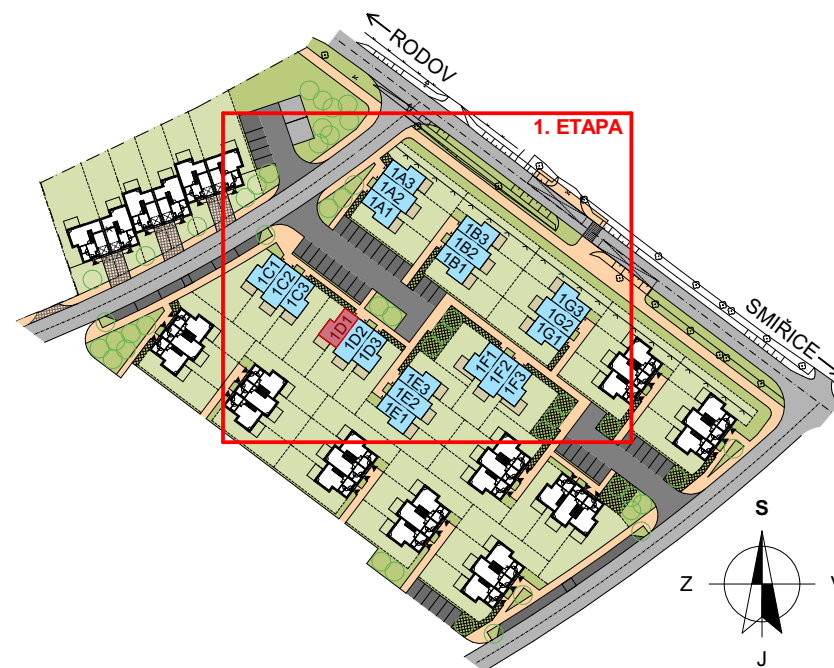 RODOV
1. ETAPA
1A3
1A2
1A1
1B3
1B2
1B1
1C1
1C2
1C3
1G3
1G2
1G1
1D1
1D2
1D3
1F1
1F2
1F3
1E3
1E2
1E1
SMIŘICE
S
Z
V
J